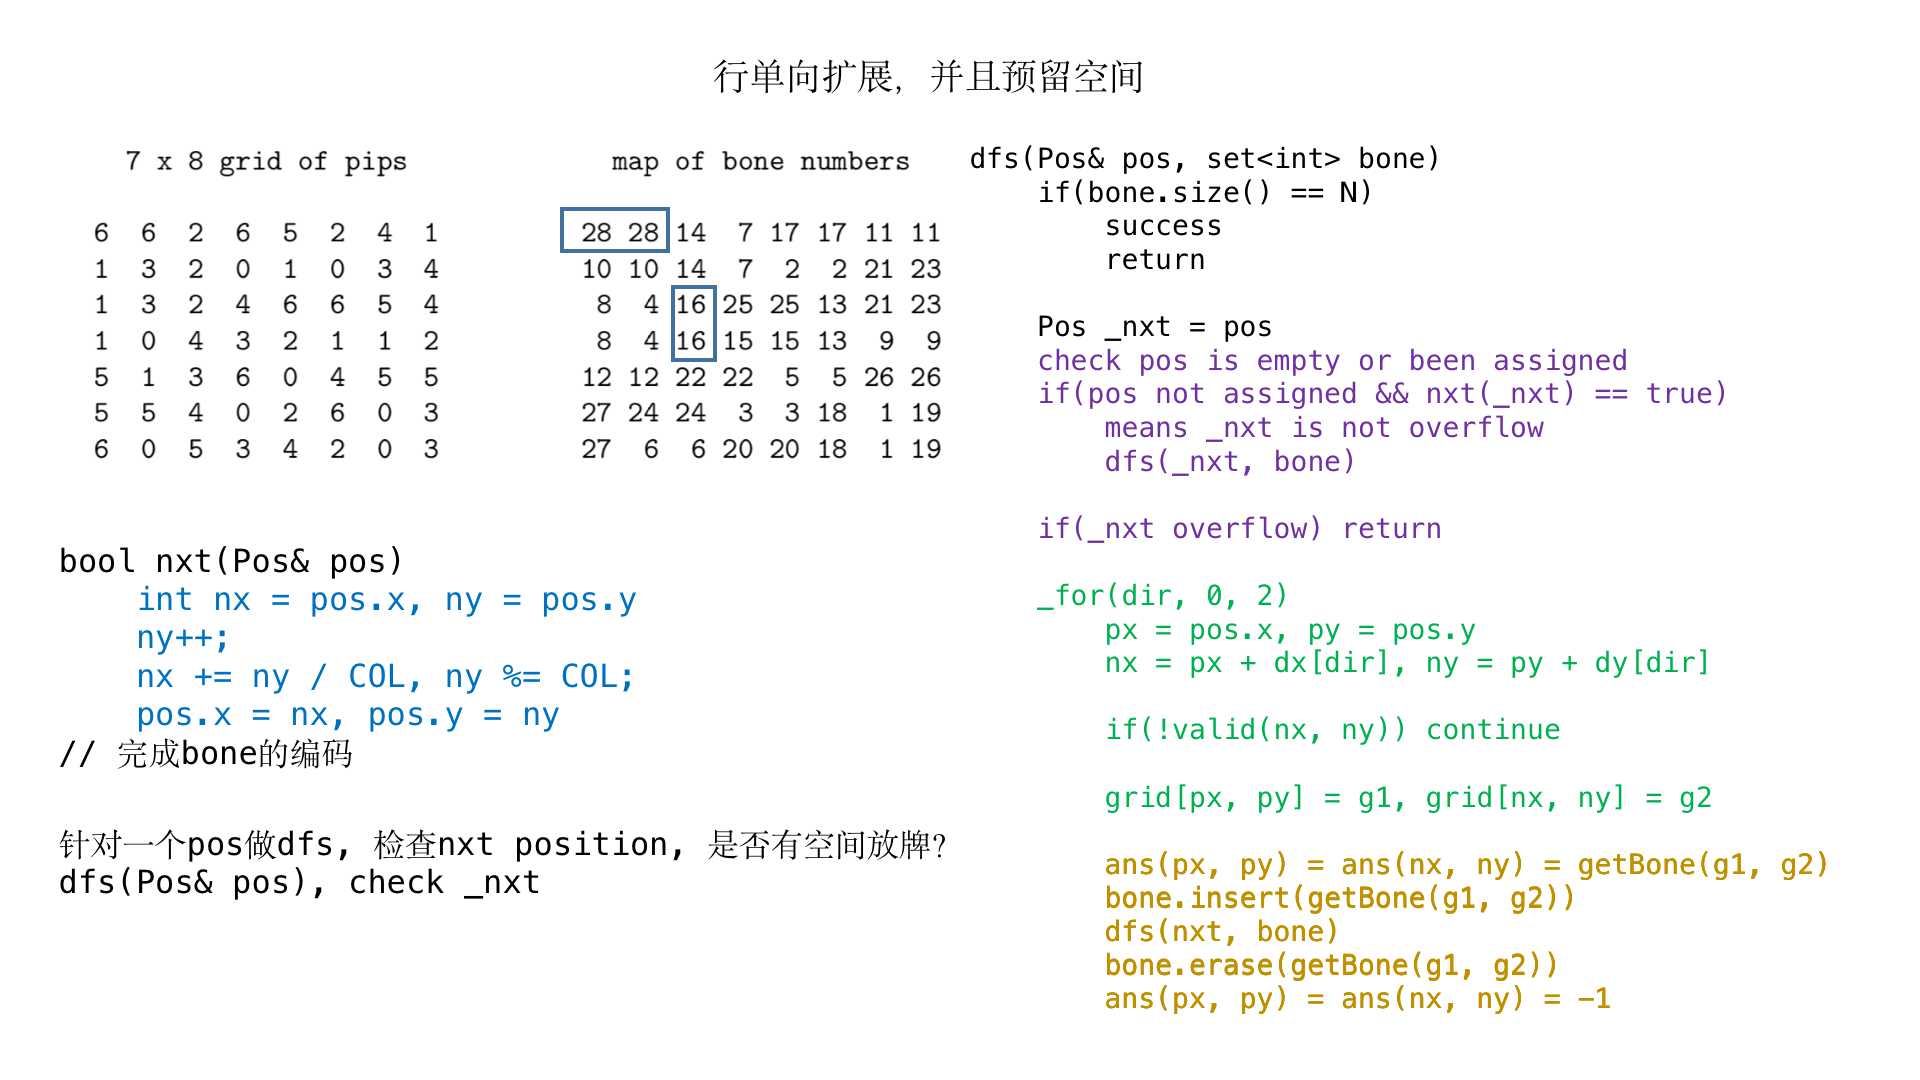 行单向扩展，并且预留空间
7 x 8 grid of pips
6 6 2 6 5 2 4 1
1 3 2 0 1 0 3 4
1 3 2 4 6 6 5 4
1 0 4 3 2 1 1 2
5 1 3 6 0 4 5 5
5 5 4 0 2 6 0 3
6 0 5 3 4 2 0 3
map of bone numbers
28 28 14 7 17 17 11 11
10 10 14 7 2 2 21 23
8 4 16 25 25 13 21 23
8 4 16 15 15 13 9 9
12 12 22 22 5 5 26 26
27 24 24 3 3 18 1 19
27 6 6 20 20 18 1 19
bool nxt(Pos& pos)
int nx = pos.x, ny = pos.y
ny++;
nx += ny / COL, ny %= COL;
pos.x = nx, pos.y = ny
// 完成bone的编码
针对一个pos做dfs, 检查nxt position, 是否有空间放牌?
dfs(Pos& pos), check _nxt
dfs(Pos& pos, set<int> bone)
if(bone.size() == N)
success
return
Pos _nxt = pos
check pos is empty or been assigned
if(pos not assigned && nxt(_nxt) == true)
means _nxt is not overflow
dfs(_nxt, bone)
if(_nxt overflow) return
_for(dir, 0, 2)
px = pos.x, py = pos.y
nx = px + dx[dir], ny = py + dy[dir]
if(!valid(nx, ny)) continue
grid[px, py] = g1, grid[nx, ny] = g2
ans(px, py) = ans(nx, ny) = getBone(g1, g2)
bone.insert(getBone(g1, g2))
dfs(nxt, bone)
bone.erase(getBone(g1, g2))
ans(px, py) = ans(nx, ny) = -1